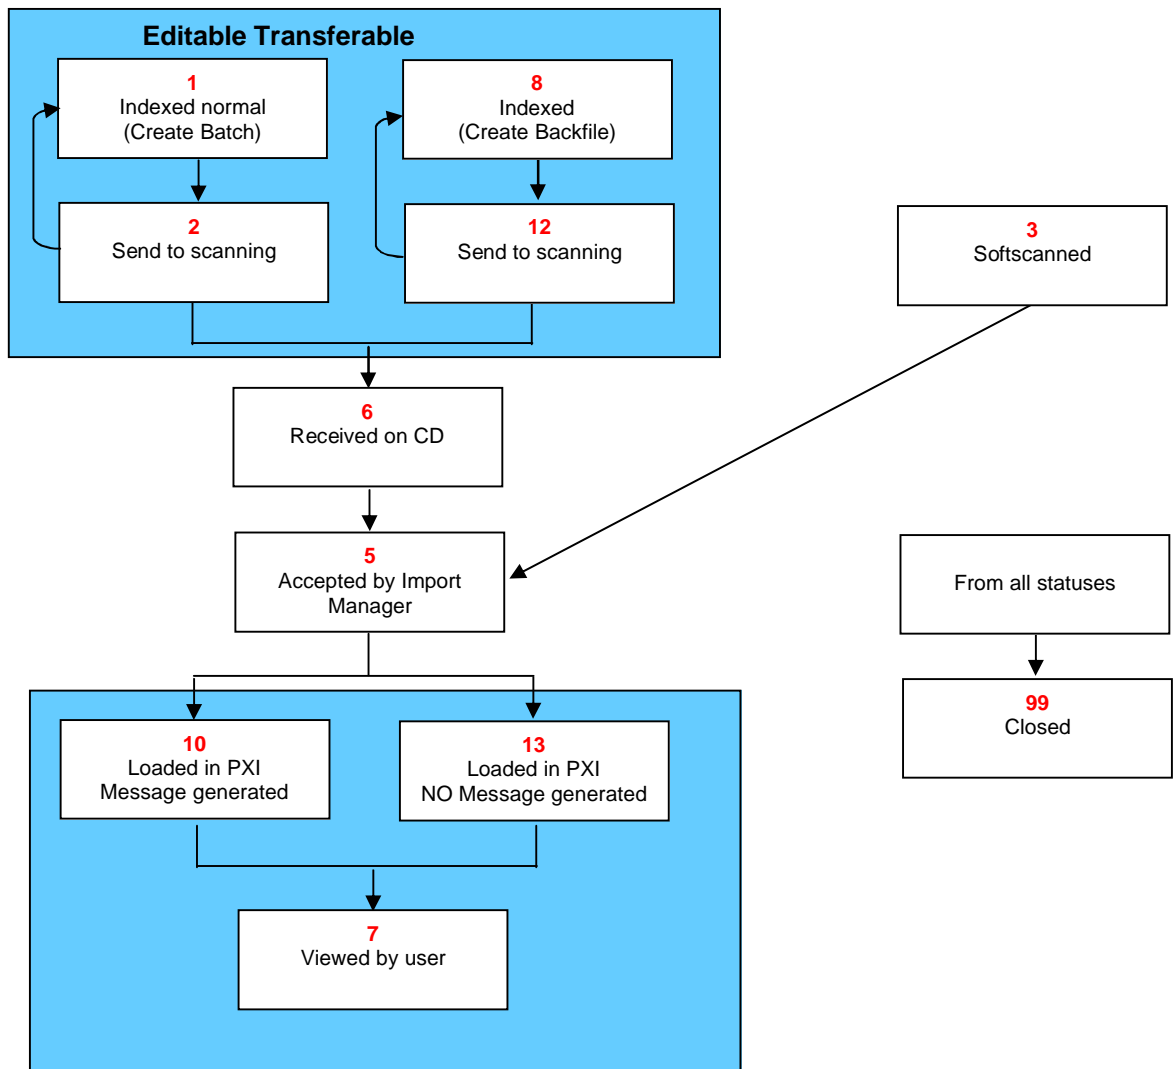 Editable Transferable
1
Indexed normal
(Create Batch)
8
Indexed
(Create Backfile)
2
Send to scanning
12
Send to scanning
3
Softscanned
6
Received on CD
5
Accepted by Import
Manager
From all statuses
99
Closed
10
Loaded in PXI
Message generated
13
Loaded in PXI
NO Message generated
7
Viewed by user